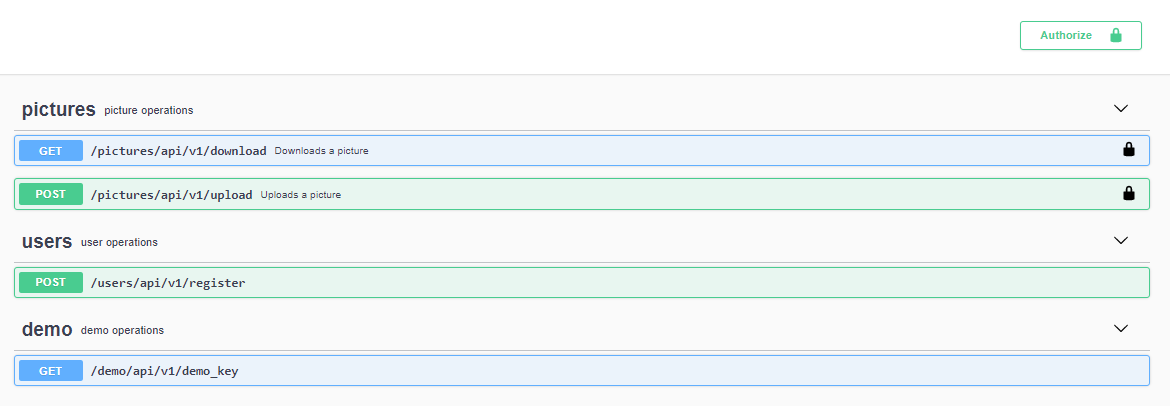 Authorize
pictures picture operations
GET /pictures/api/v1/download Downloads a picture
POST /pictures/api/v1/upload Uploads a picture
users user operations
POST /users/api/v1/register
demo demo operations
GET /demo/api/v1/demo_key